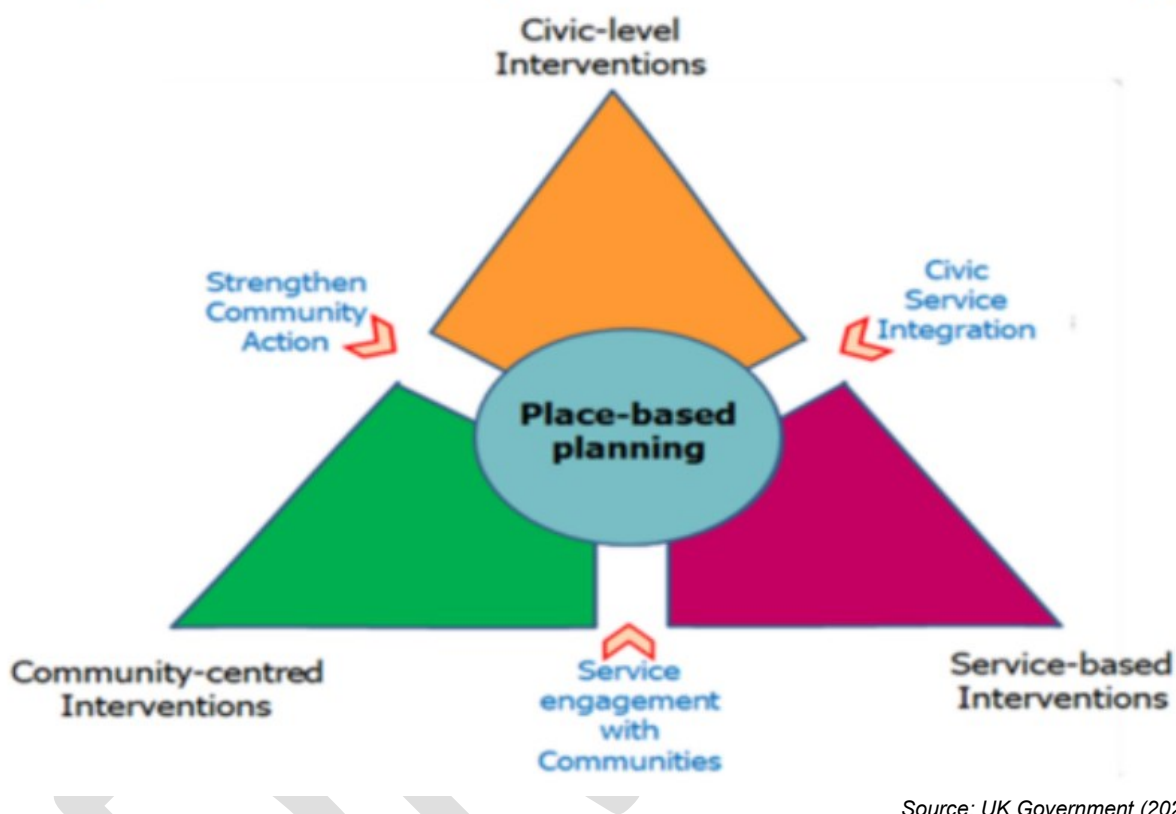 Civic-level
Interventions
Strengthen
Community
Action
Civic
Service
Integration
Place-based
planning
Community-centred
Interventions
Service
engagement
with
Communities
Service-based
Interventions
Source: UK Government (202